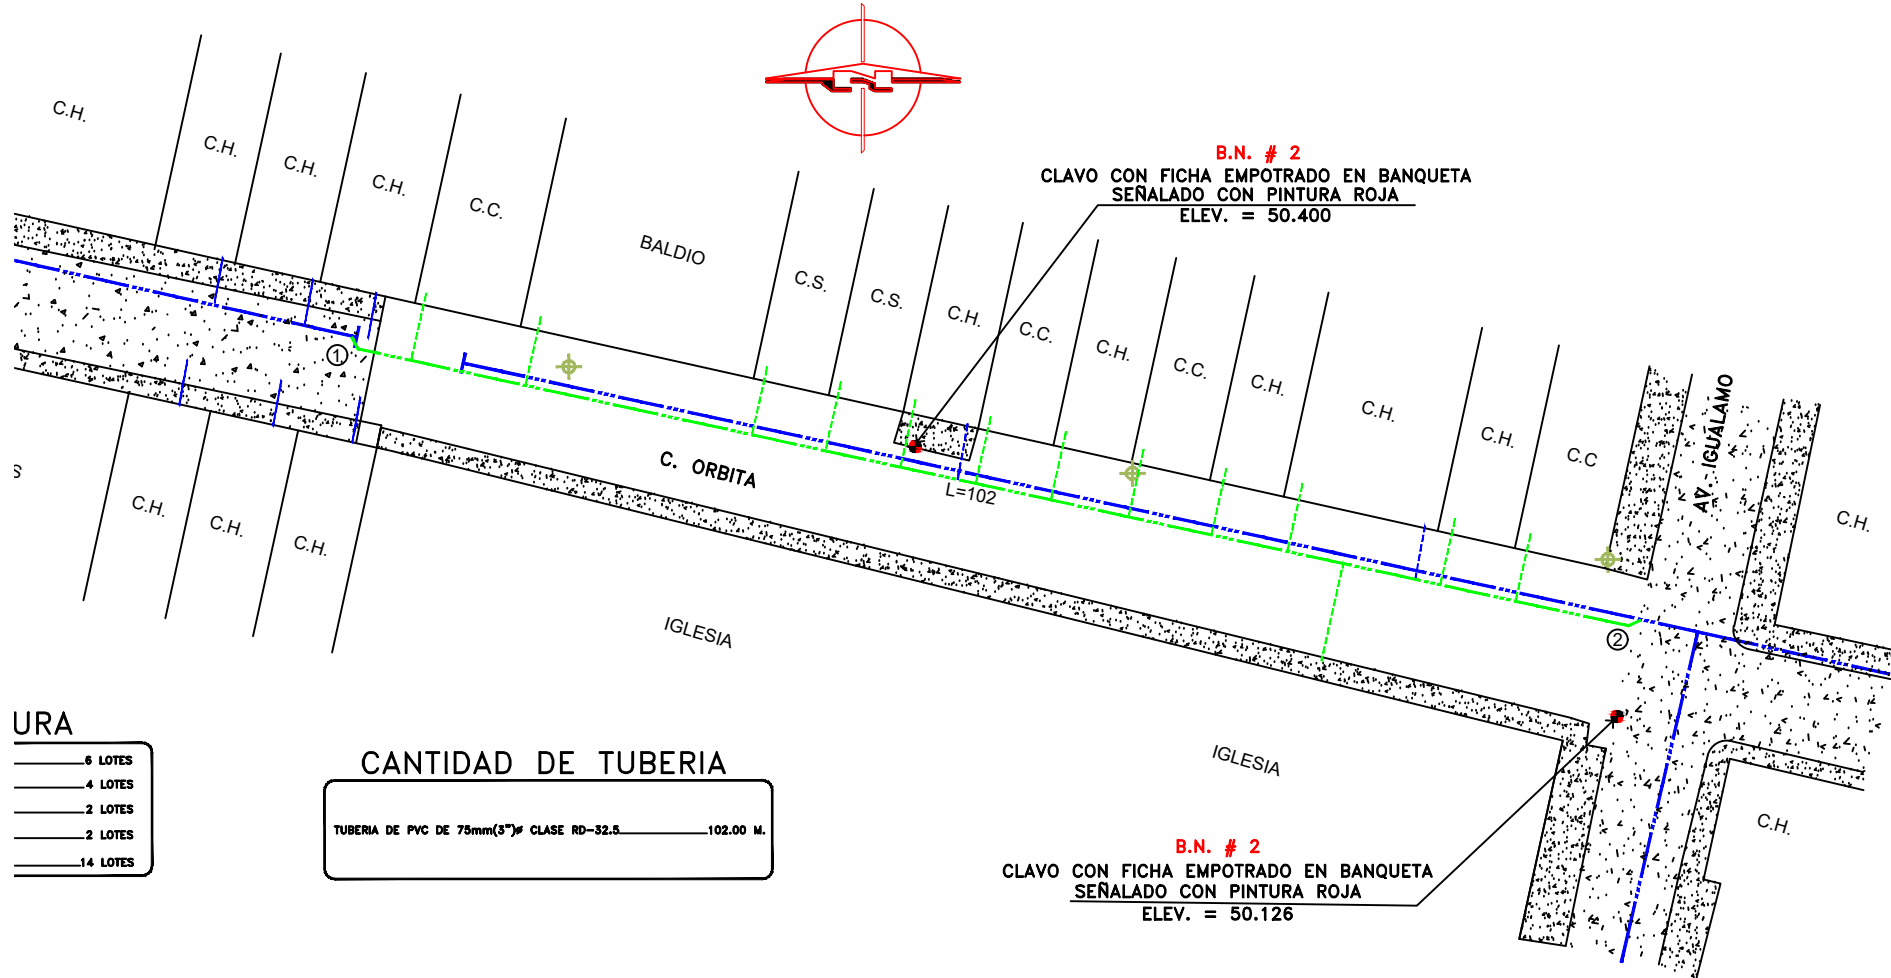 C.H.
C.H.
C.H.
C.H.
C.C.
BALDIO
C.S.
C.S.
C.H.
C.C.
C.H.
C.C.
C.H.
C.H.
C.H.
C.C
B.N. # 2
CLAVO CON FICHA EMPOTRADO EN BANQUETA
SEÑALADO CON PINTURA ROJA
ELEV. = 50.400
AV. IGUALAMO
C.H.
1
C. ORBITA
L=102
S
C.H.
C.H.
C.H.
IGLESIA
2
IGLESIA
C.H.
URA
6 LOTES
4 LOTES
2 LOTES
2 LOTES
14 LOTES
CANTIDAD DE TUBERIA
TUBERIA DE PVC DE 75mm(3")ø CLASE RD-32.5 102.00 M.
B.N. # 2
CLAVO CON FICHA EMPOTRADO EN BANQUETA
SEÑALADO CON PINTURA ROJA
ELEV. = 50.126